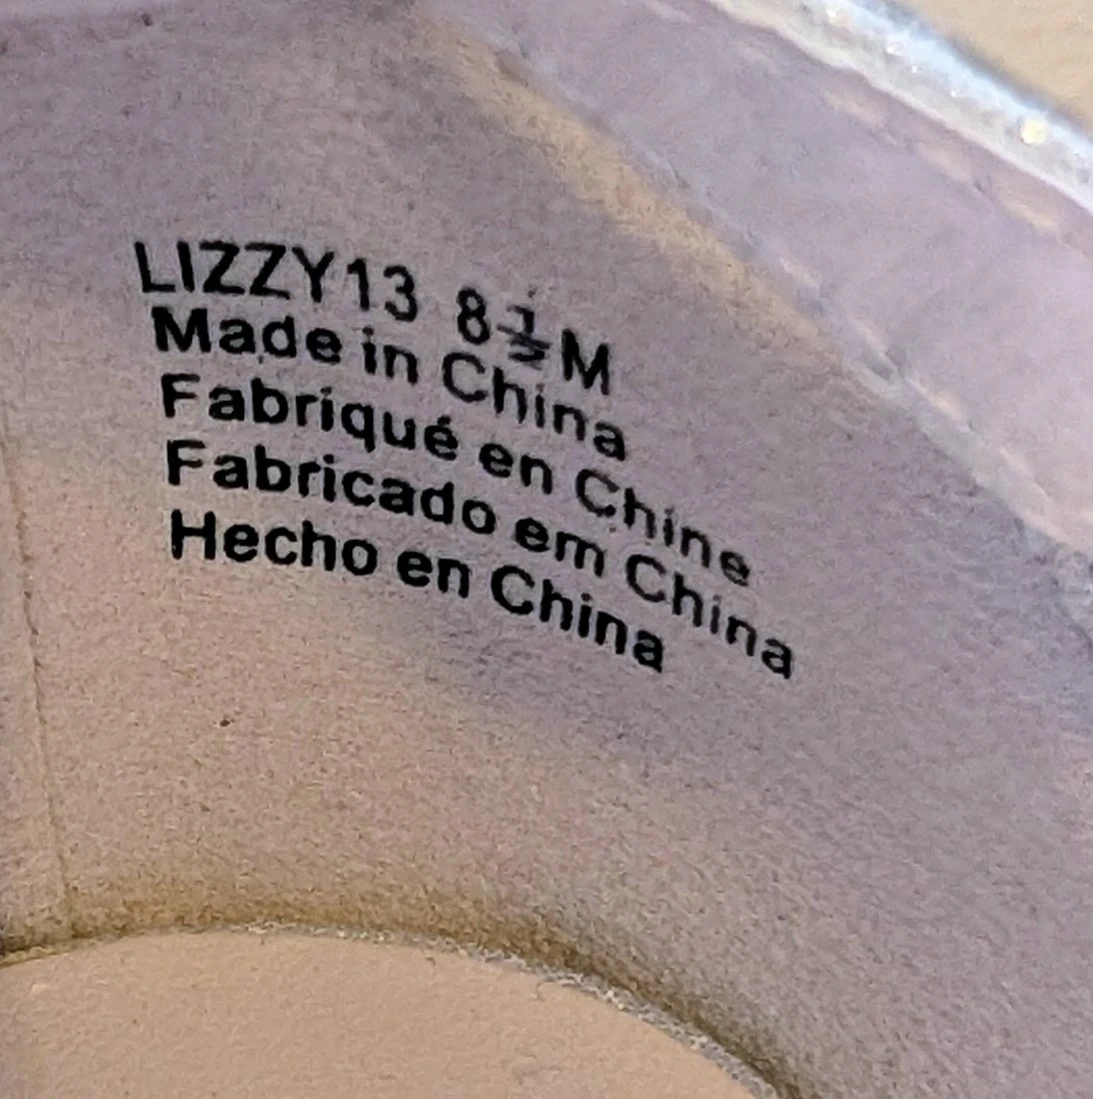 LIZZY13 8½M
Made in China
Fabriqué en Chine
Fabricado em China
Hecho en China